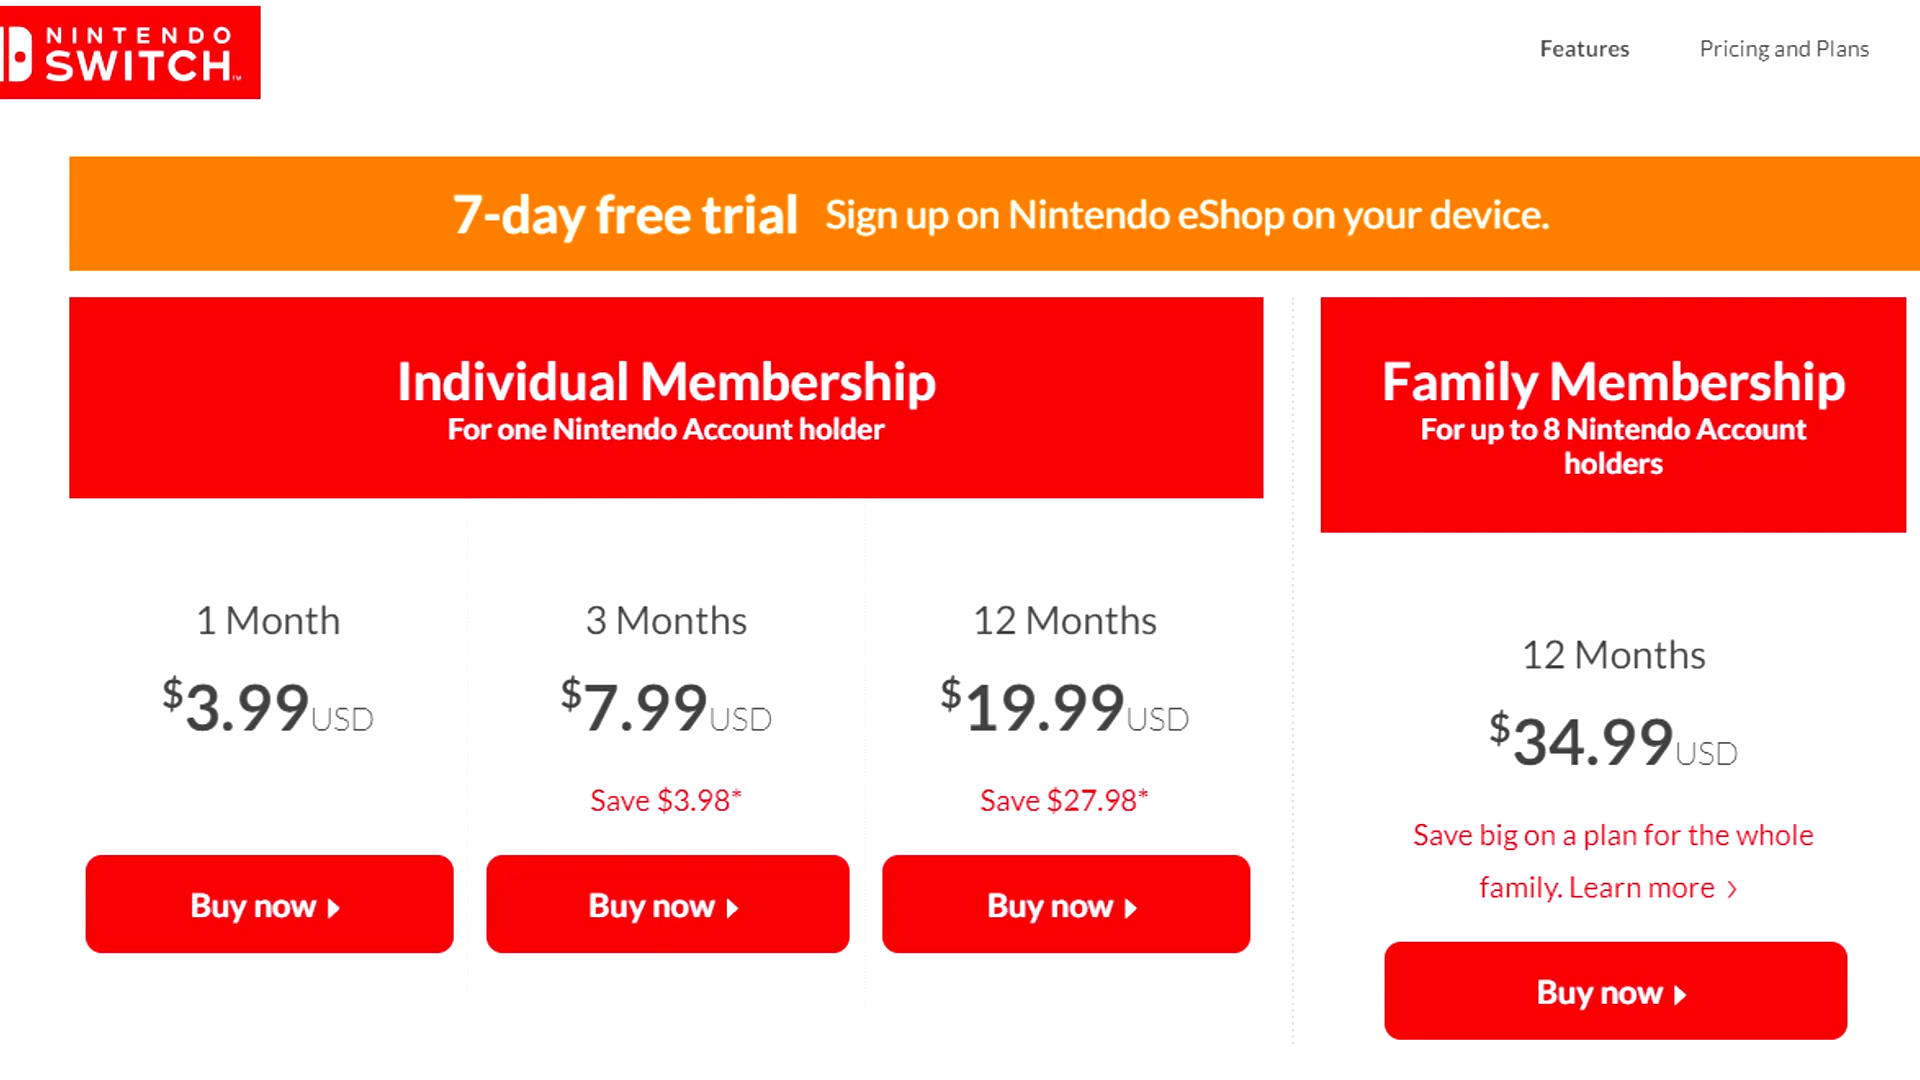 NINTENDO
SWITCH™
Features
Pricing and Plans
7-day free trial Sign up on Nintendo eShop on your device.
Individual Membership
For one Nintendo Account holder
1 Month
$3.99USD
Buy now
3 Months
$7.99USD
Save $3.98*
Buy now
12 Months
$19.99USD
Save $27.98*
Buy now
Family Membership
For up to 8 Nintendo Account
holders
12 Months
$34.99USD
Save big on a plan for the whole
family. Learn more >
Buy now